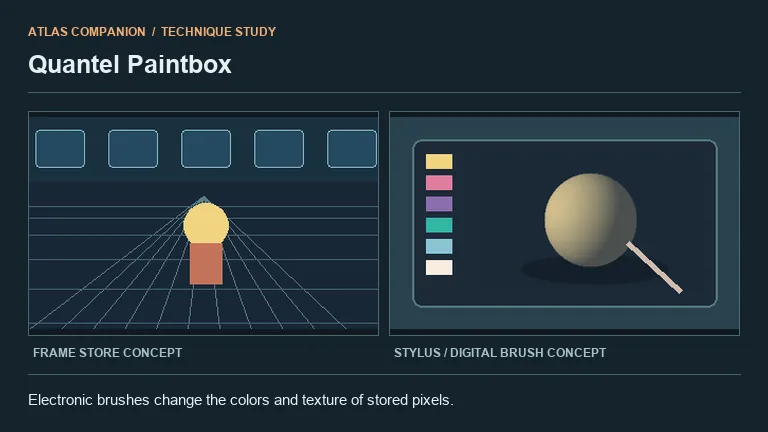 ATLAS COMPANION / TECHNIQUE STUDY
Quantel Paintbox
FRAME STORE CONCEPT
STYLUS / DIGITAL BRUSH CONCEPT
Electronic brushes change the colors and texture of stored pixels.